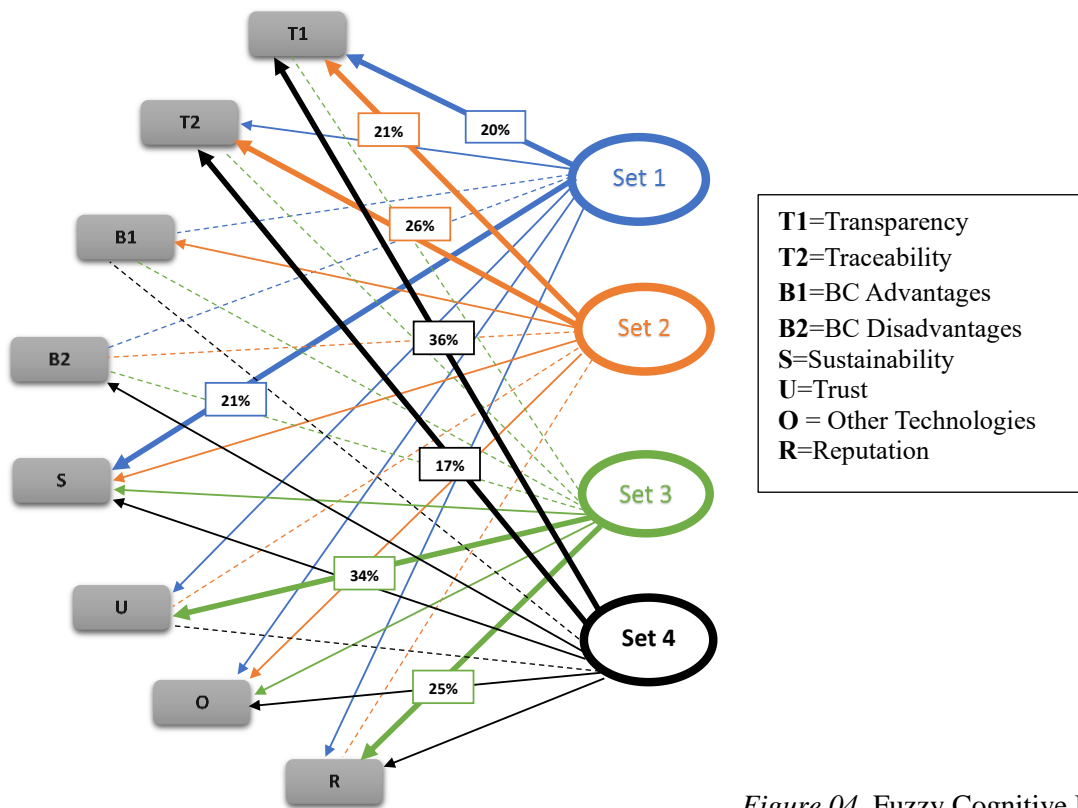 T1
T2
20%
21%
Set 1
26%
B1
Set 2
36%
B2
21%
17%
S
Set 3
34%
U
Set 4
25%
O
R
T1=Transparency
T2=Traceability
B1=BC Advantages
B2=BC Disadvantages
S=Sustainability
U=Trust
O = Other Technologies
R=Reputation
Figure 04. Fuzzy Cognitive